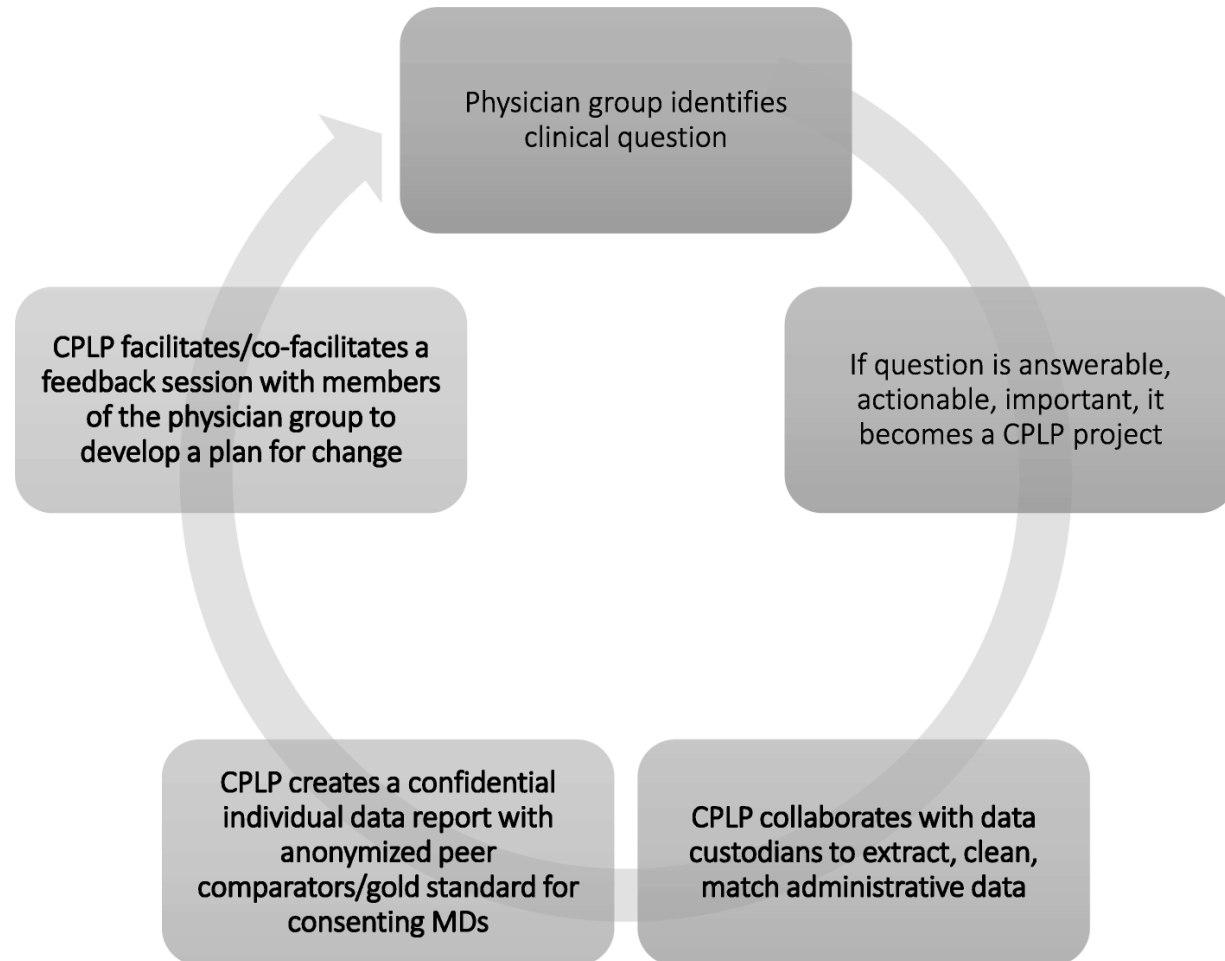 Physician group identifies
clinical question
If question is answerable,
actionable, important, it
becomes a CPLP project
CPLP collaborates with data
custodians to extract, clean,
match administrative data
CPLP creates a confidential
individual data report with
anonymized peer
comparators/gold standard for
consenting MDs
CPLP facilitates/co-facilitates a
feedback session with members
of the physician group to
develop a plan for change